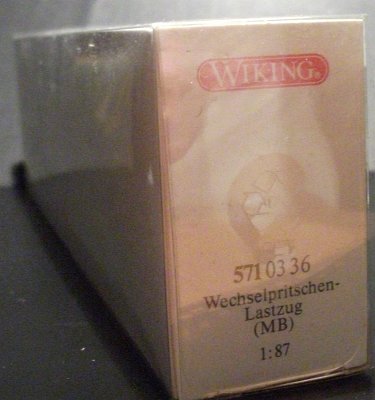 WIKING®
571 03 36
Wechselpritschen-
Lastzug
(MB)
1:87